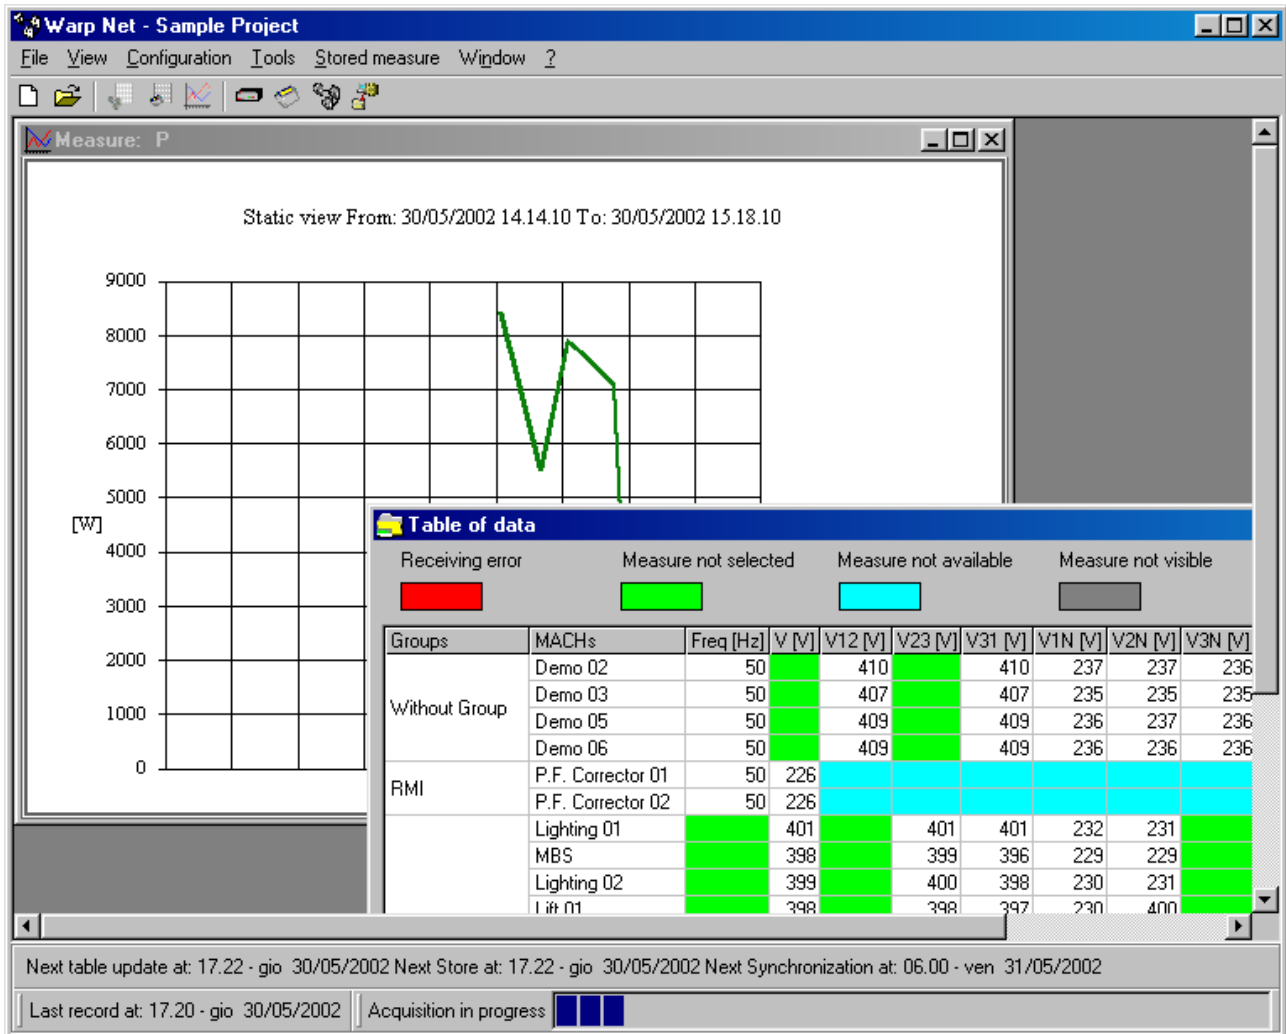 Warp Net - Sample Project
File View Configuration Tools Stored measure Window ?
Measure: P
Static view From: 30/05/2002 14.14.10 To: 30/05/2002 15.18.10
9000
8000
7000
6000
5000
[W]
4000
3000
2000
1000
0
Table of data
Receiving error Measure not selected Measure not available Measure not visible
Groups MACHs Freq [Hz] V [V] V12 [V] V23 [V] V31 [V] V1N [V] V2N [V] V3N [V]
Without Group
Demo 02 50 410 410 237 237 236
Demo 03 50 407 407 235 235 235
Demo 05 50 409 409 236 237 236
Demo 06 50 409 409 236 236 236
RMI
P.F. Corrector 01 50 226
P.F. Corrector 02 50 226
Lighting 01 401 401 401 232 231
MBS 398 399 396 229 229
Lighting 02 399 400 398 230 231
Lift 01 398 398 397 230 400
Next table update at: 17.22 - gio 30/05/2002 Next Store at: 17.22 - gio 30/05/2002 Next Synchronization at: 06.00 - ven 31/05/2002
Last record at: 17.20 - gio 30/05/2002 Acquisition in progress